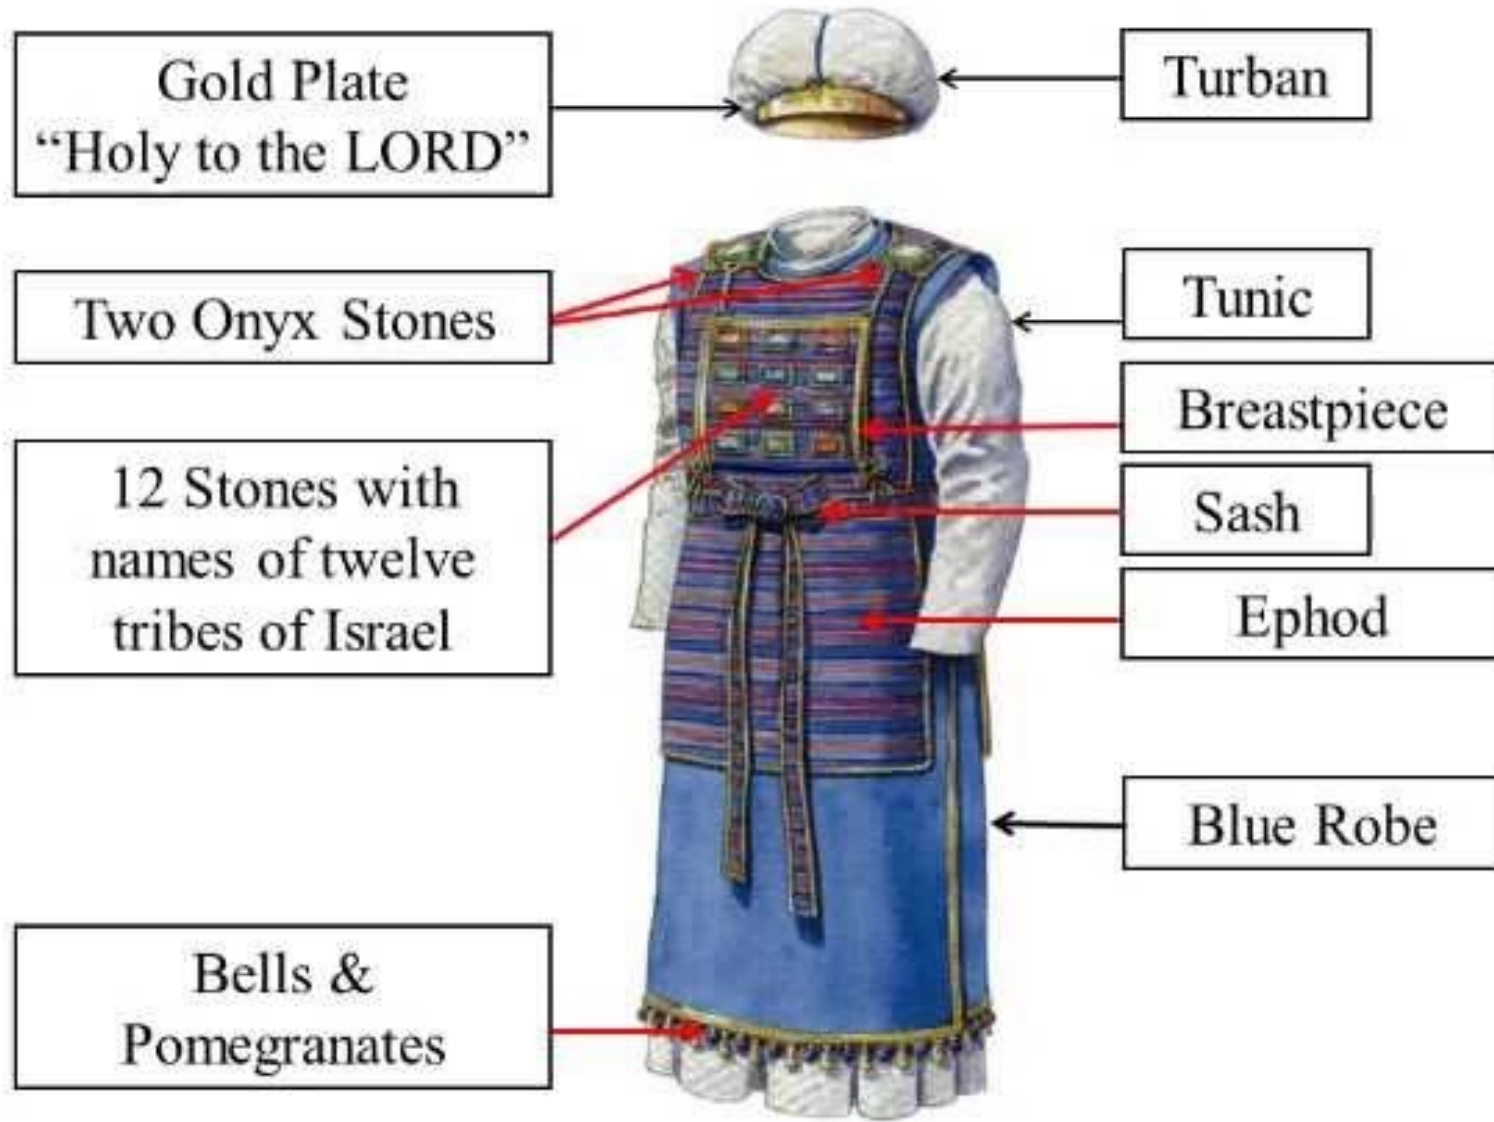 Gold Plate
“Holy to the LORD”
Turban
Two Onyx Stones
Tunic
Breastpiece
12 Stones with
names of twelve
tribes of Israel
Sash
Ephod
Blue Robe
Bells &
Pomegranates